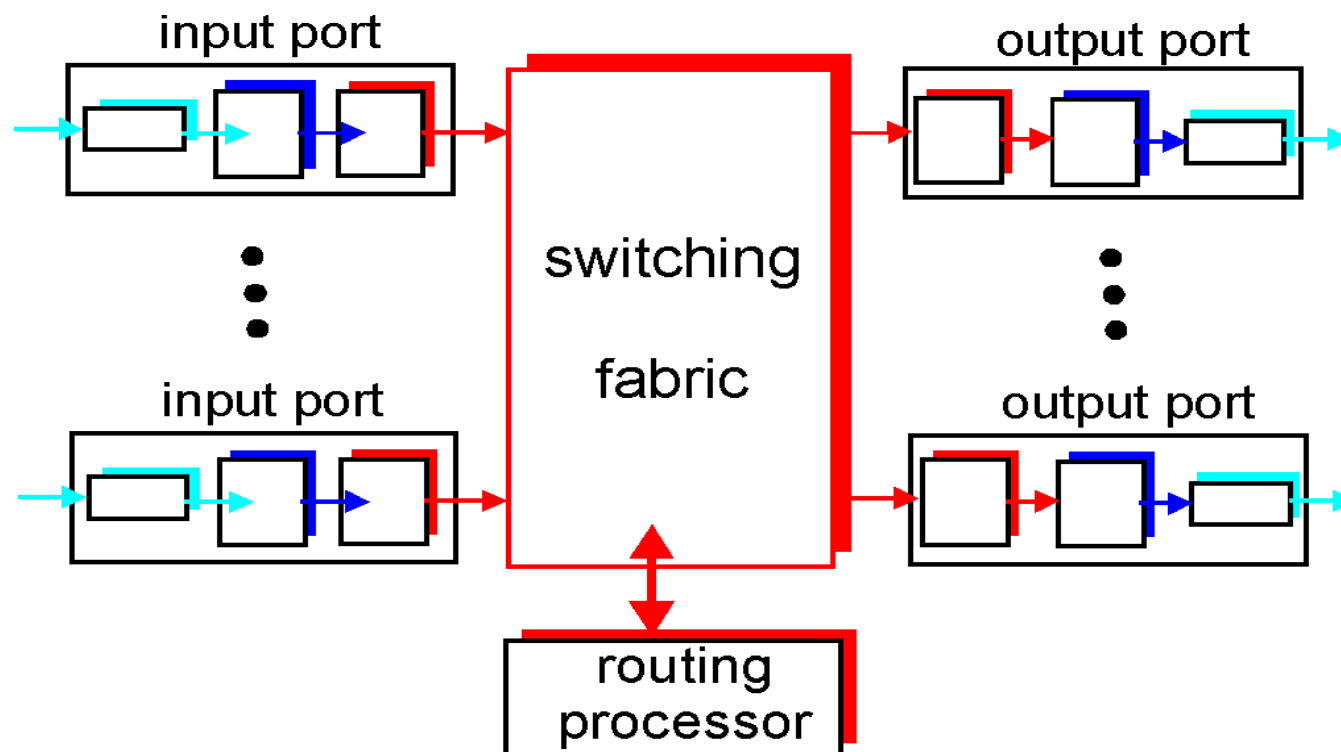 input port
output port
switching
fabric
input port
output port
routing
processor